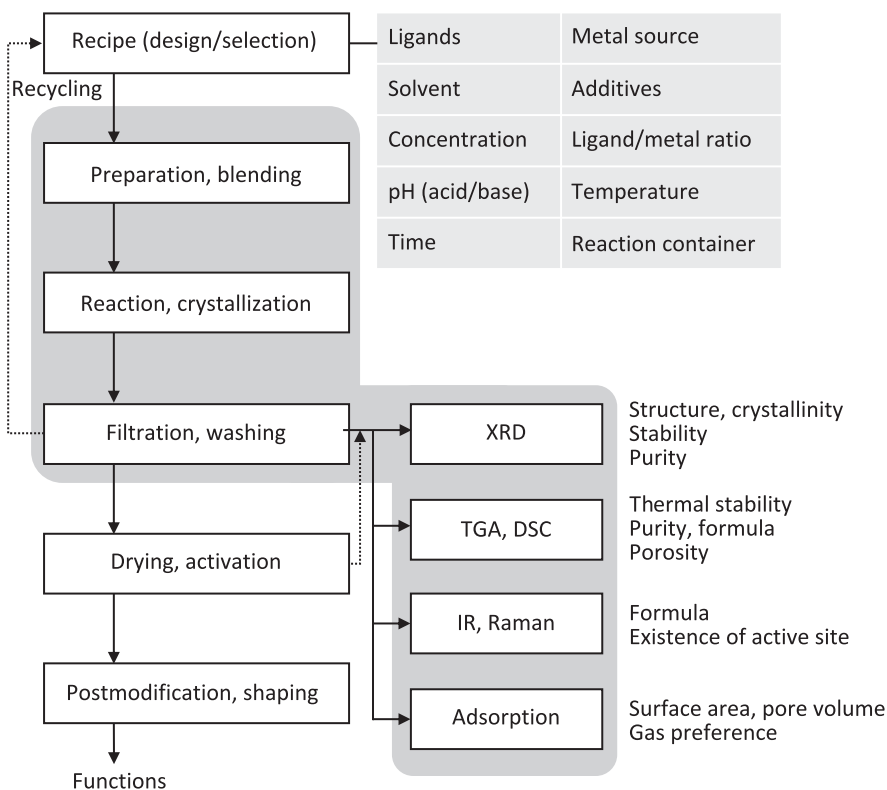 Recipe (design/selection)
Ligands
Metal source
Recycling
Solvent
Additives
Concentration
Ligand/metal ratio
Preparation, blending
pH (acid/base)
Temperature
Time
Reaction container
Reaction, crystallization
Filtration, washing
XRD
Structure, crystallinity
Stability
Purity
TGA, DSC
Thermal stability
Purity, formula
Porosity
Drying, activation
IR, Raman
Formula
Existence of active site
Postmodification, shaping
Adsorption
Surface area, pore volume
Gas preference
Functions